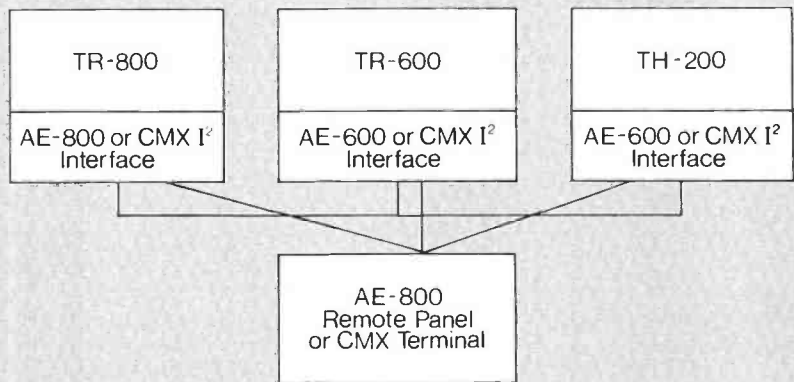 TR-800
AE-800 or CMX I²
Interface
TR-600
AE-600 or CMX I²
Interface
TH-200
AE-600 or CMX I²
Interface
AE-800
Remote Panel
or CMX Terminal